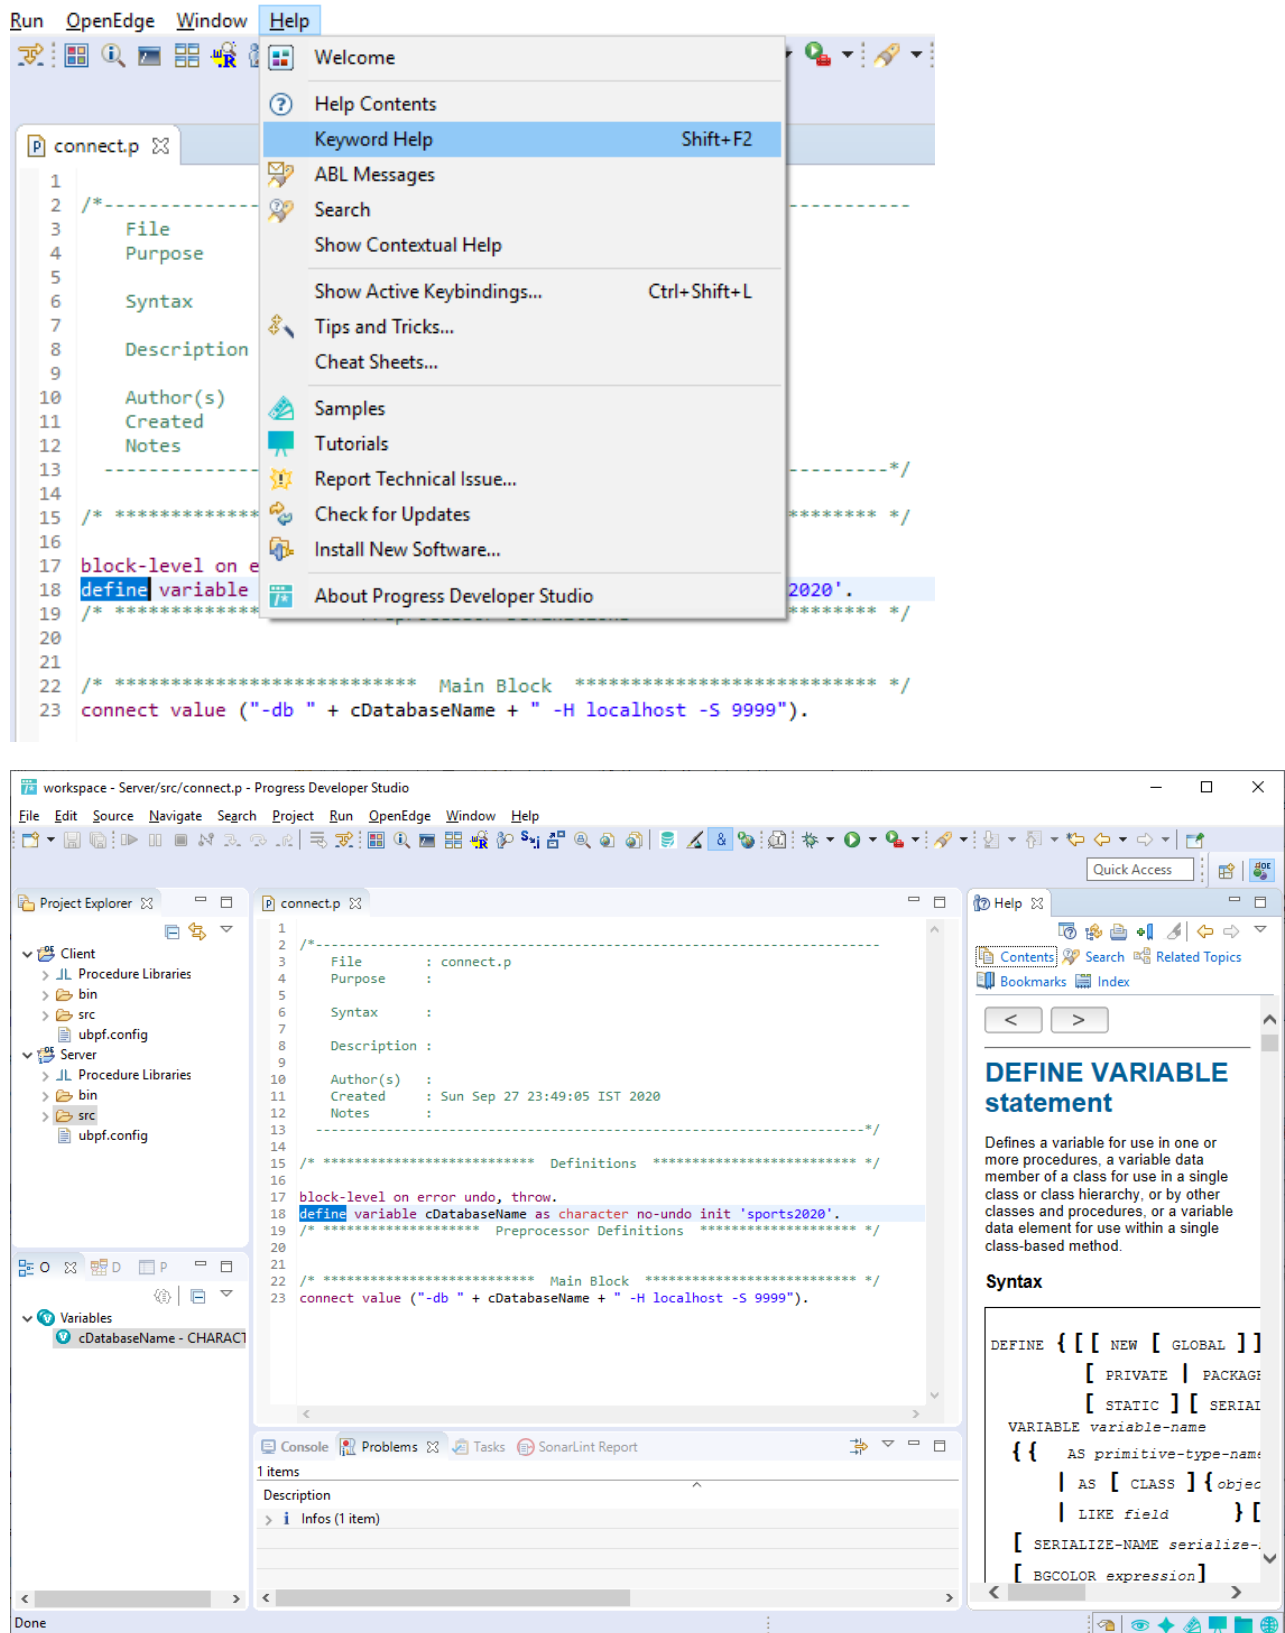 Run OpenEdge Window Help
Welcome
Help Contents
Keyword Help Shift+F2
ABL Messages
Search
Show Contextual Help
Show Active Keybindings... Ctrl+Shift+L
Tips and Tricks...
Cheat Sheets...
Samples
Tutorials
Report Technical Issue...
Check for Updates
Install New Software...
About Progress Developer Studio
connect.p
1
2 /*--------------
3 File
4 Purpose
5
6 Syntax
7
8 Description
9
10 Author(s)
11 Created
12 Notes
13 -------------- ---------*/
14
15 /* ************* ******** */
16
17 block-level on e
18 define variable 2020'.
19 /* ************* ******** */
20
21
22 /* *************************** Main Block *************************** */
23 connect value ("-db " + cDatabaseName + " -H localhost -S 9999").
workspace - Server/src/connect.p - Progress Developer Studio
File Edit Source Navigate Search Project Run OpenEdge Window Help
Quick Access
Project Explorer
Client
Procedure Libraries
bin
src
ubpf.config
Server
Procedure Libraries
bin
src
ubpf.config
O D P
Variables
cDatabaseName - CHARACT
connect.p
1
2 /*------------------------------------------------------------------------
3 File : connect.p
4 Purpose :
5
6 Syntax :
7
8 Description :
9
10 Author(s) :
11 Created : Sun Sep 27 23:49:05 IST 2020
12 Notes :
13 ----------------------------------------------------------------------*/
14
15 /* *************************** Definitions ************************** */
16
17 block-level on error undo, throw.
18 define variable cDatabaseName as character no-undo init 'sports2020'.
19 /* ******************** Preprocessor Definitions ******************** */
20
21
22 /* *************************** Main Block *************************** */
23 connect value ("-db " + cDatabaseName + " -H localhost -S 9999").
Console Problems Tasks SonarLint Report
1 items
Description
Infos (1 item)
Help
Contents Search Related Topics
Bookmarks Index
< >
DEFINE VARIABLE
statement
Defines a variable for use in one or
more procedures, a variable data
member of a class for use in a single
class or class hierarchy, or by other
classes and procedures, or a variable
data element for use within a single
class-based method.
Syntax
DEFINE { [ [ NEW [ GLOBAL ] ]
[ PRIVATE | PACKAGE
[ STATIC ] [ SERIAL
VARIABLE variable-name
{ { AS primitive-type-name
| AS [ CLASS ] { objec
| LIKE field } [
[ SERIALIZE-NAME serialize-
[ BGCOLOR expression ]
Done